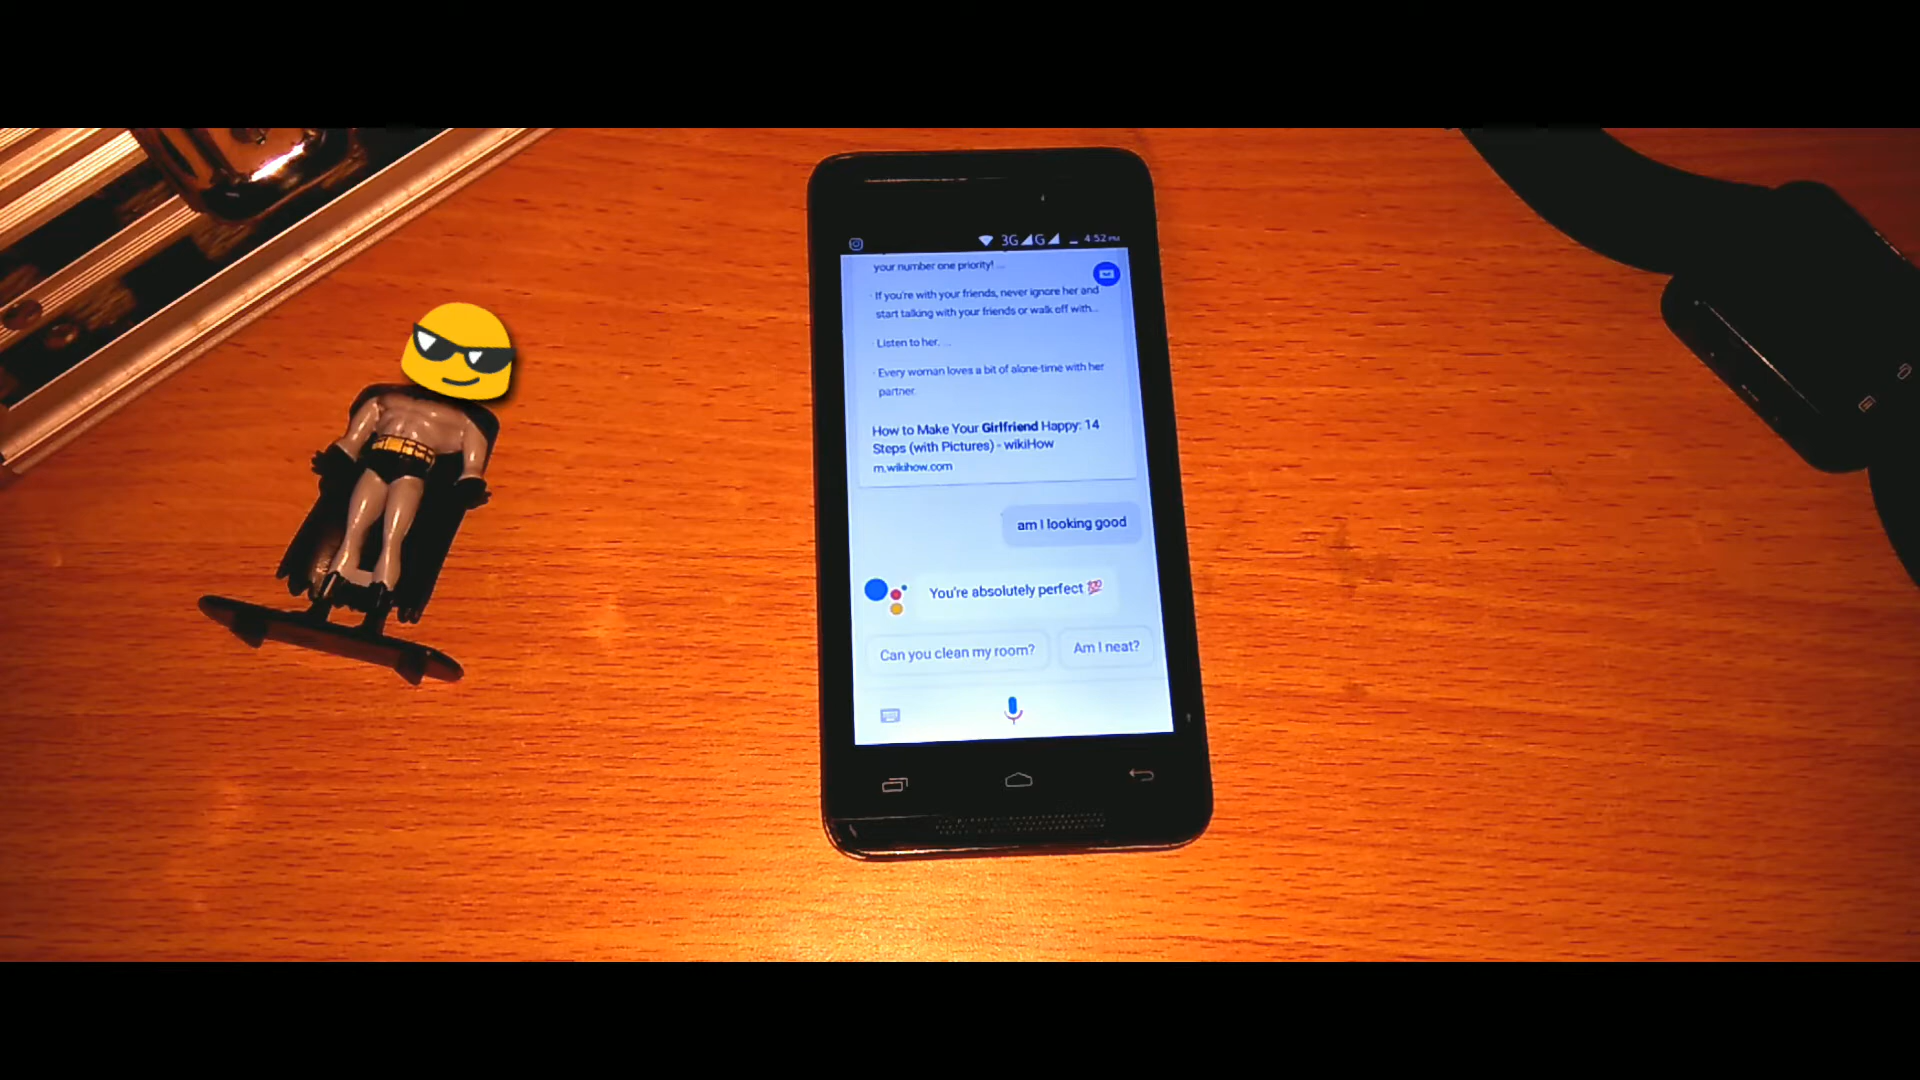 3G G 4:52 PM
your number one priority! ...
· If you're with your friends, never ignore her and
start talking with your friends or walk off with...
· Listen to her. ...
· Every woman loves a bit of alone-time with her
partner.
How to Make Your Girlfriend Happy: 14
Steps (with Pictures) - wikiHow
m.wikihow.com
am I looking good
You're absolutely perfect 💯
Can you clean my room? Am I neat?